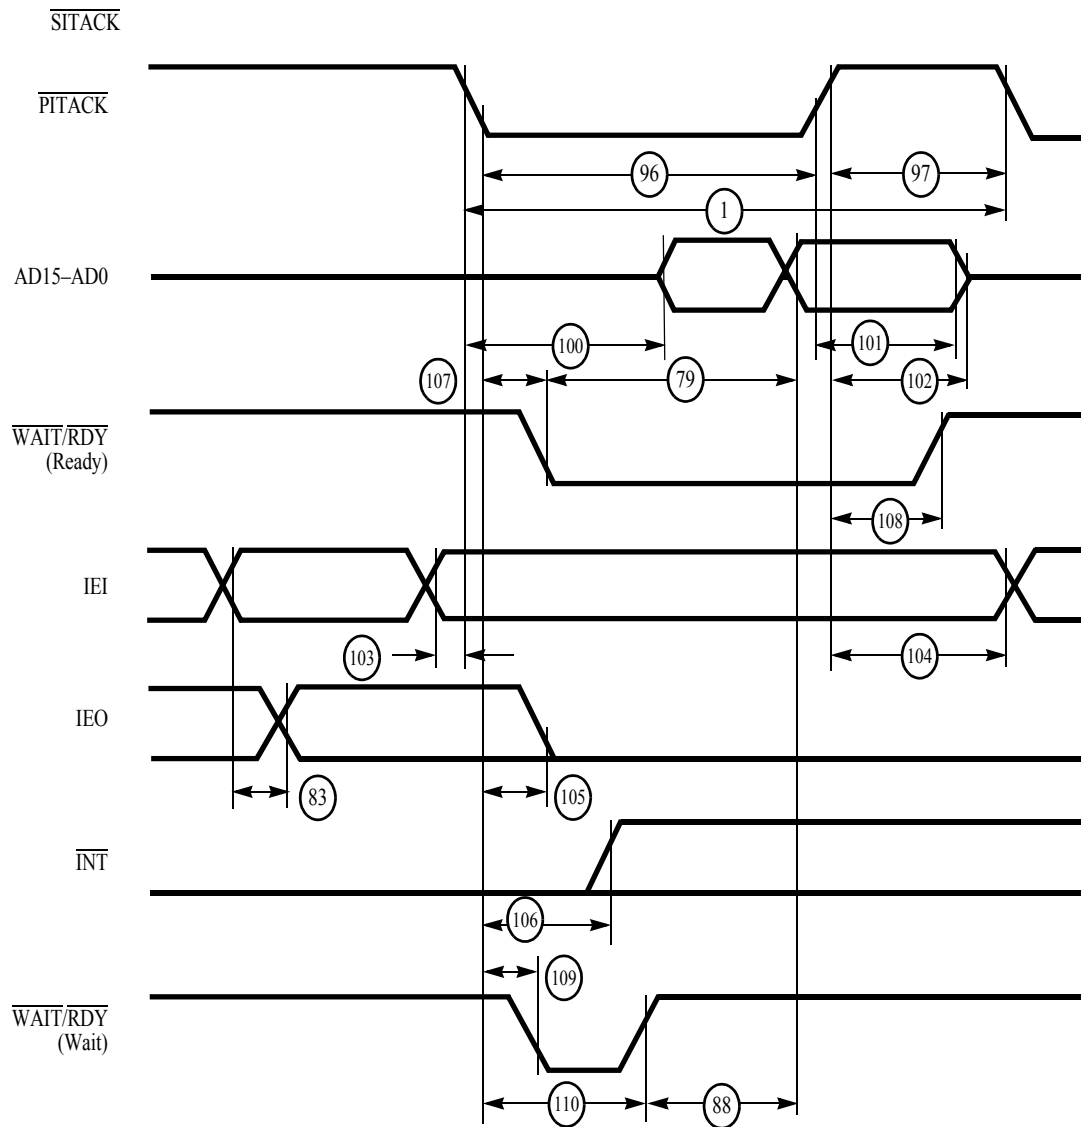 SITACK
PITACK
96
97
1
AD15–AD0
100
101
107
79
102
WAIT/RDY
(Ready)
108
IEI
103
104
IEO
83
105
INT
106
109
WAIT/RDY
(Wait)
110
88